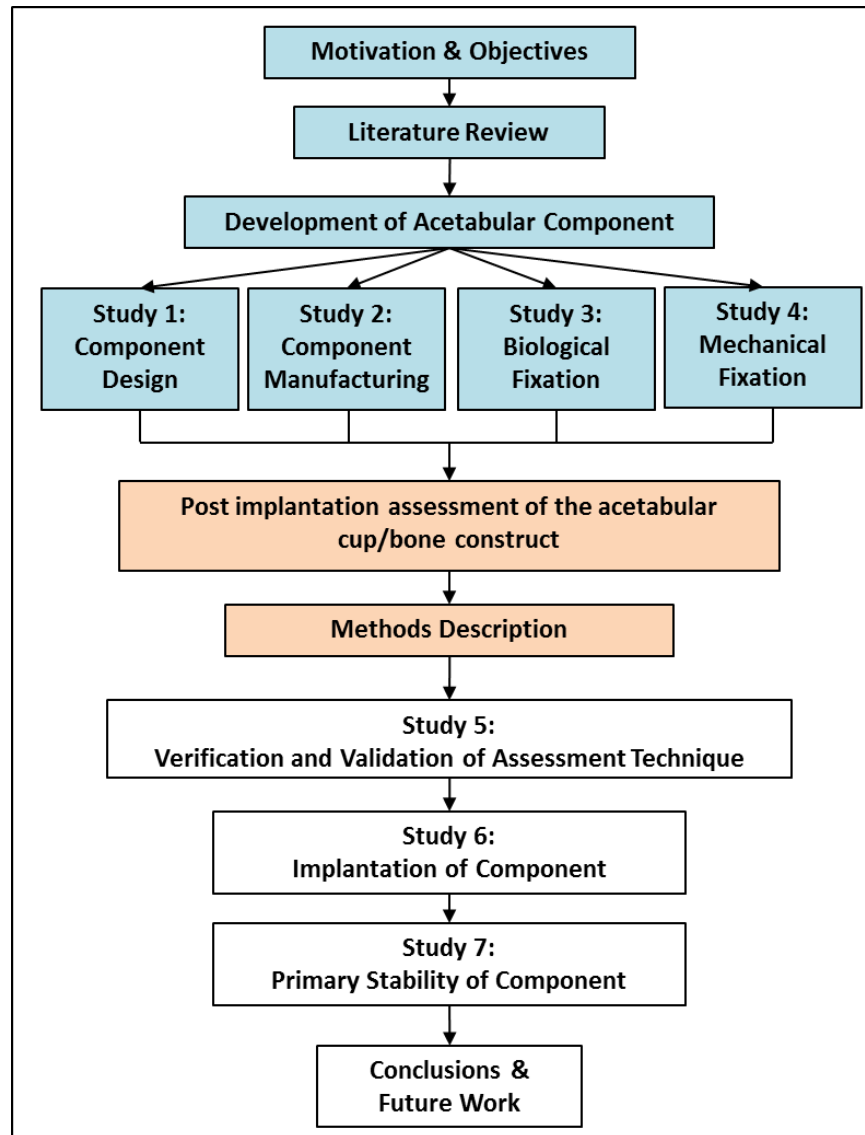 Motivation & Objectives
Literature Review
Development of Acetabular Component
Study 1:
Component
Design
Study 2:
Component
Manufacturing
Study 3:
Biological
Fixation
Study 4:
Mechanical
Fixation
Post implantation assessment of the acetabular
cup/bone construct
Methods Description
Study 5:
Verification and Validation of Assessment Technique
Study 6:
Implantation of Component
Study 7:
Primary Stability of Component
Conclusions &
Future Work